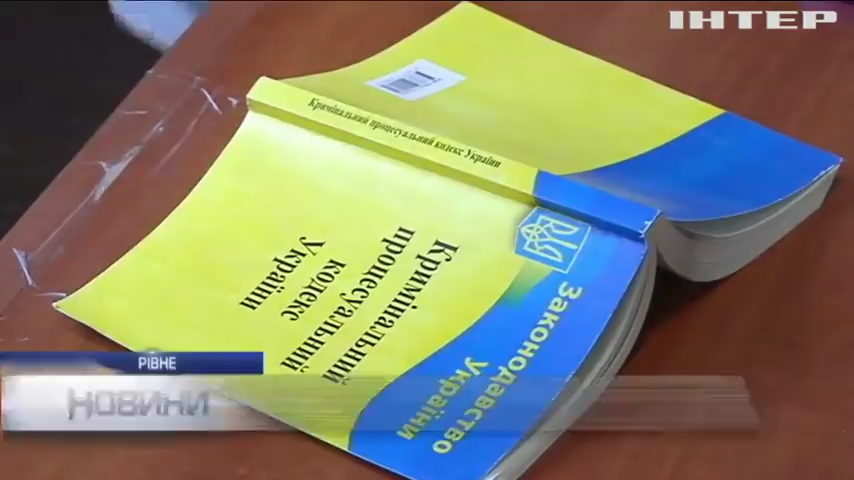 ІНТЕР
Кримінальний процесуальний кодекс України
Кримінальний
процесуальний
кодекс
України
Законодавство
України
РІВНЕ
НОВИНИ